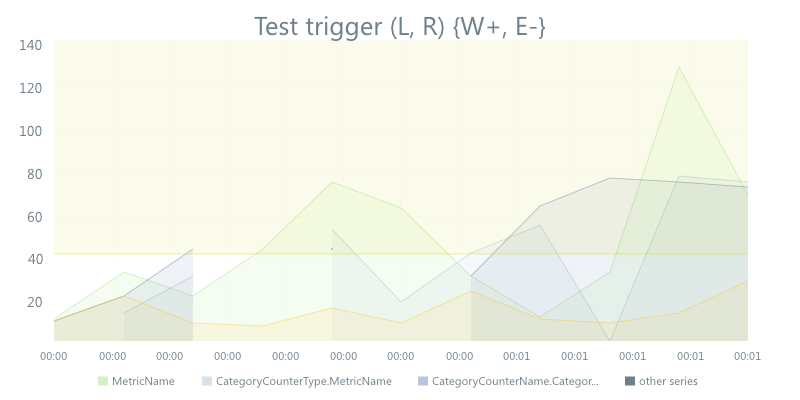 Test trigger (L, R) {W+, E-}
140
120
100
80
60
40
20
00:00 00:00 00:00 00:00 00:00 00:00 00:00 00:00 00:01 00:01 00:01 00:01 00:01
MetricName CategoryCounterType.MetricName CategoryCounterName.Categor... other series